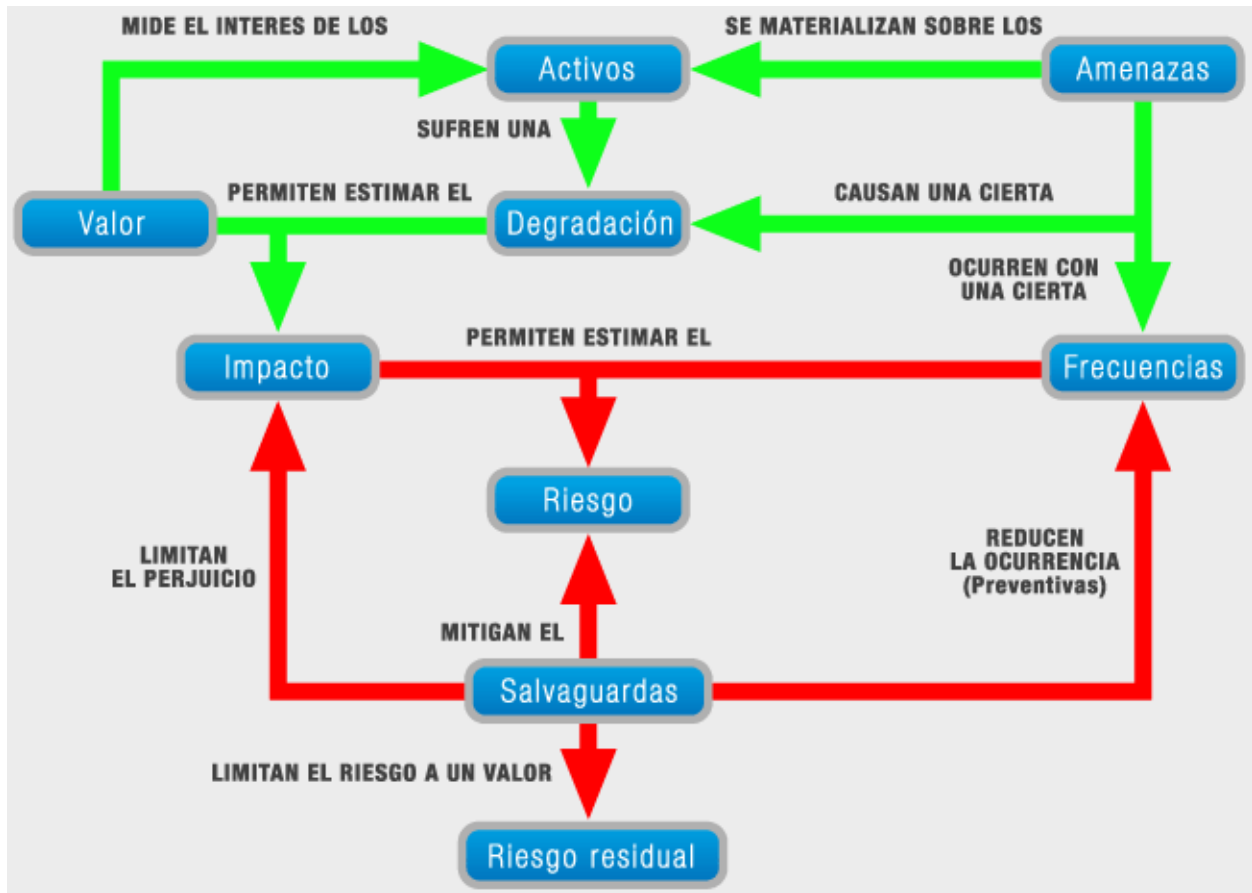 MIDE EL INTERES DE LOS
SE MATERIALIZAN SOBRE LOS
Activos
Amenazas
SUFREN UNA
PERMITEN ESTIMAR EL
CAUSAN UNA CIERTA
Valor
Degradación
OCURREN CON
UNA CIERTA
PERMITEN ESTIMAR EL
Impacto
Frecuencias
Riesgo
LIMITAN
EL PERJUICIO
REDUCEN
LA OCURRENCIA
(Preventivas)
MITIGAN EL
Salvaguardas
LIMITAN EL RIESGO A UN VALOR
Riesgo residual